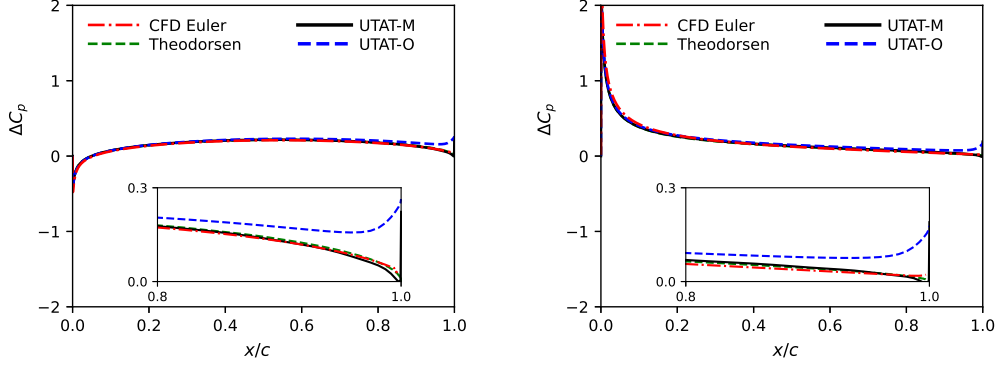 CFD Euler
Theodorsen
UTAT-M
UTAT-O
2
1
0
−1
−2
ΔCp
0.3
0.0
0.8
1.0
0.0
0.2
0.4
0.6
0.8
1.0
x/c
CFD Euler
Theodorsen
UTAT-M
UTAT-O
2
1
0
−1
−2
ΔCp
0.3
0.0
0.8
1.0
0.0
0.2
0.4
0.6
0.8
1.0
x/c